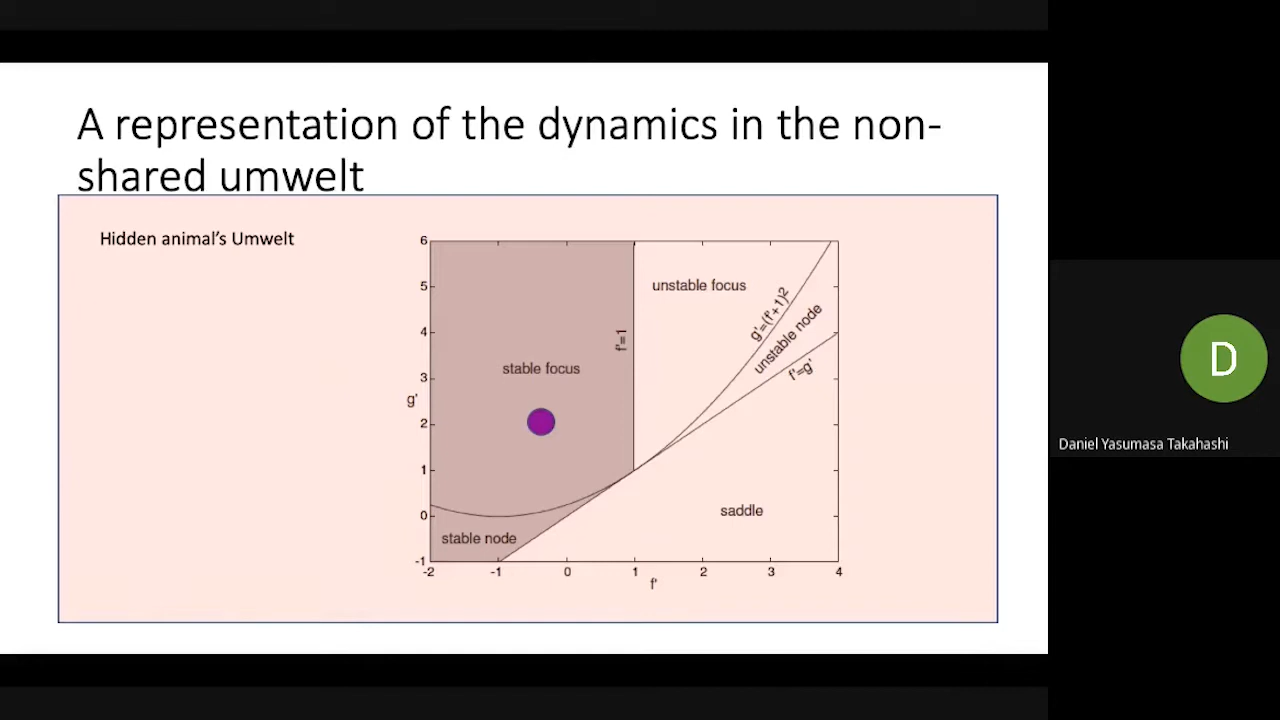 A representation of the dynamics in the non-
shared umwelt
Hidden animal's Umwelt
6
5
4
3
2
1
0
-1
g'
-2
-1
0
1
2
3
4
f'
stable focus
unstable focus
f'=1
g'=(f'+1)^2
unstable node
f'=g'
saddle
stable node
D
Daniel Yasumasa Takahashi